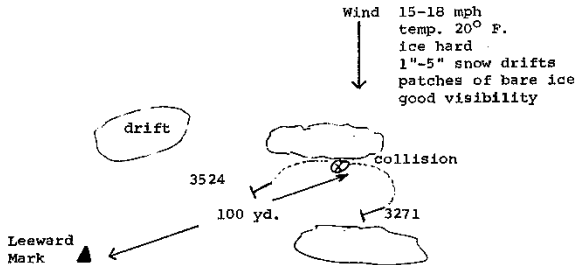 Wind 15-18 mph
temp. 20° F.
ice hard
1"-5" snow drifts
patches of bare ice
good visibility
drift
collision
3524
100 yd.
3271
Leeward
Mark